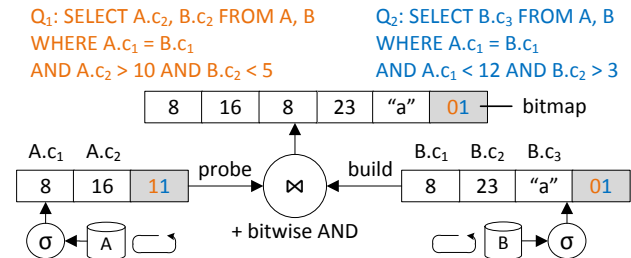 Q₁: SELECT A.c₂, B.c₂ FROM A, B
WHERE A.c₁ = B.c₁
AND A.c₂ > 10 AND B.c₂ < 5
Q₂: SELECT B.c₃ FROM A, B
WHERE A.c₁ = B.c₁
AND A.c₁ < 12 AND B.c₂ > 3
8 16 8 23 “a” 01 bitmap
A.c₁ A.c₂
8 16 11
probe
⋈
build
+ bitwise AND
B.c₁ B.c₂ B.c₃
8 23 “a” 01
σ A
B σ